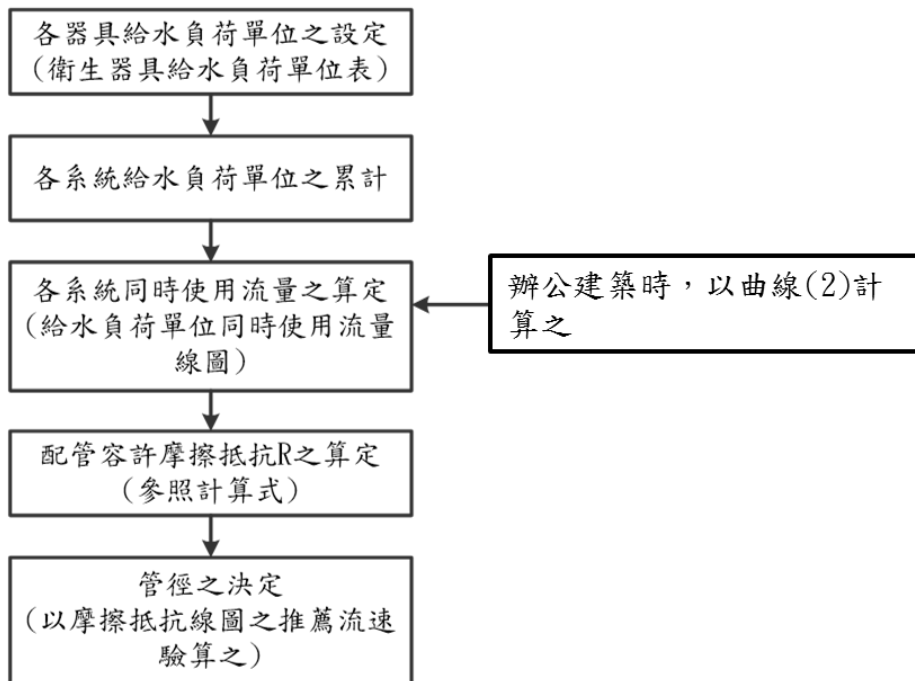 各器具給水負荷單位之設定
(衛生器具給水負荷單位表)
各系統給水負荷單位之累計
各系統同時使用流量之算定
(給水負荷單位同時使用流量
線圖)
辦公建築時，以曲線(2)計
算之
配管容許摩擦抵抗R之算定
(參照計算式)
管徑之決定
(以摩擦抵抗線圖之推薦流速
驗算之)